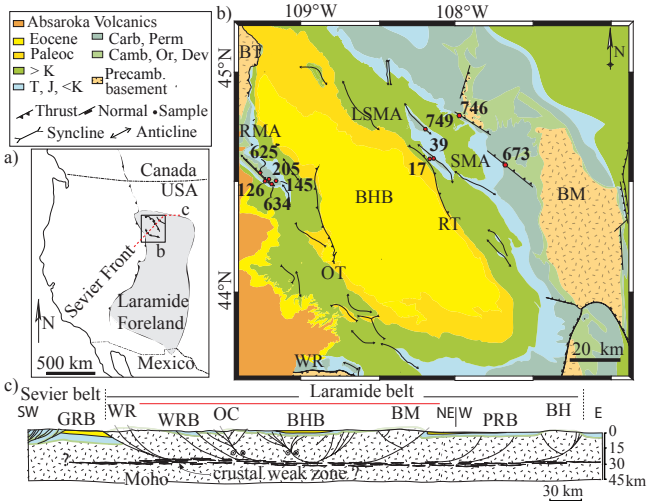 Absaroka Volcanics
Eocene
Paleoc
> K
T, J, <K
Carb, Perm
Camb, Or, Dev
Precamb.
basement
Thrust
Normal
Sample
Syncline
Anticline
a)
Canada
USA
c
b
Sevier Front
Laramide
Foreland
N
500 km
Mexico
b)
109°W
108°W
45°N
44°N
BT
N
LSMA
746
749
RMA
39
SMA
673
625
205
17
126
145
634
BHB
BM
RT
OT
WR
20 km
c)
Sevier belt
Laramide belt
SW
GRB
WR
WRB
OC
BHB
BM
NE
W
PRB
BH
E
0
15
30
45 km
?
Moho
crustal weak zone ?
30 km